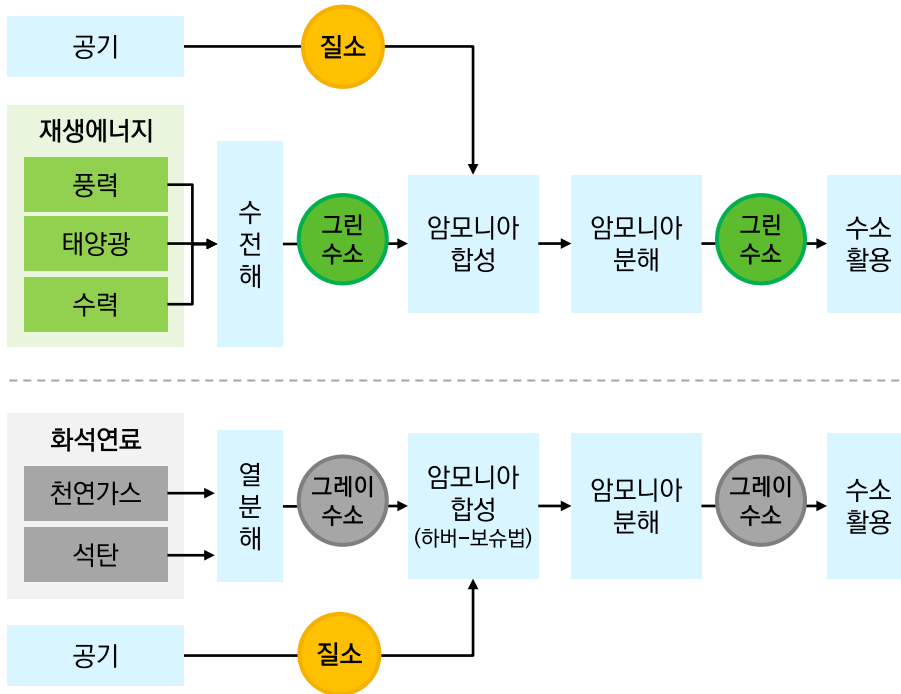 공기
질소
재생에너지
풍력
태양광
수력
수
전
해
그린
수소
암모니아
합성
암모니아
분해
그린
수소
수소
활용
화석연료
천연가스
석탄
열
분
해
그레이
수소
암모니아
합성
(하버-보슈법)
암모니아
분해
그레이
수소
수소
활용
공기
질소